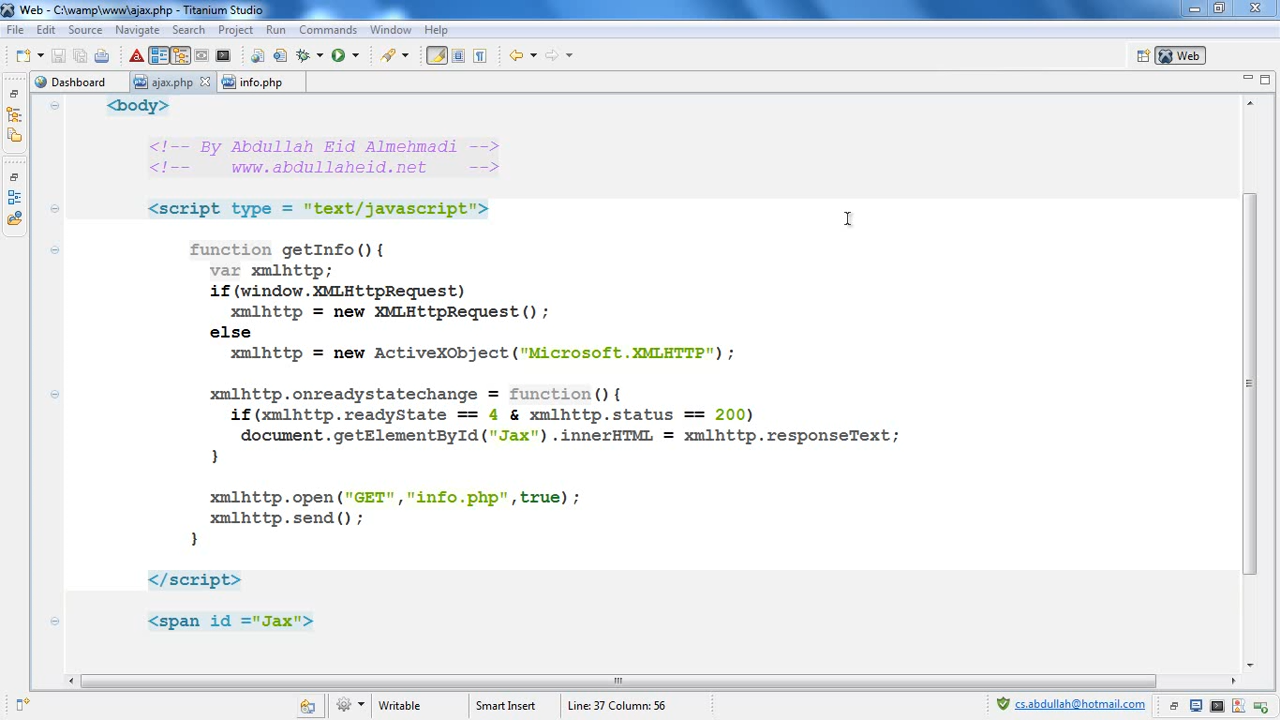 Web - C:\wamp\www\ajax.php - Titanium Studio
File Edit Source Navigate Search Project Run Commands Window Help
Web
Dashboard ajax.php info.php
<body>
<!-- By Abdullah Eid Almehmadi -->
<!-- www.abdullaheid.net -->
<script type = "text/javascript">
function getInfo(){
var xmlhttp;
if(window.XMLHttpRequest)
xmlhttp = new XMLHttpRequest();
else
xmlhttp = new ActiveXObject("Microsoft.XMLHTTP");
xmlhttp.onreadystatechange = function(){
if(xmlhttp.readyState == 4 & xmlhttp.status == 200)
document.getElementById("Jax").innerHTML = xmlhttp.responseText;
}
xmlhttp.open("GET","info.php",true);
xmlhttp.send();
}
</script>
<span id ="Jax">
Writable Smart Insert Line: 37 Column: 56 cs.abdullah@hotmail.com